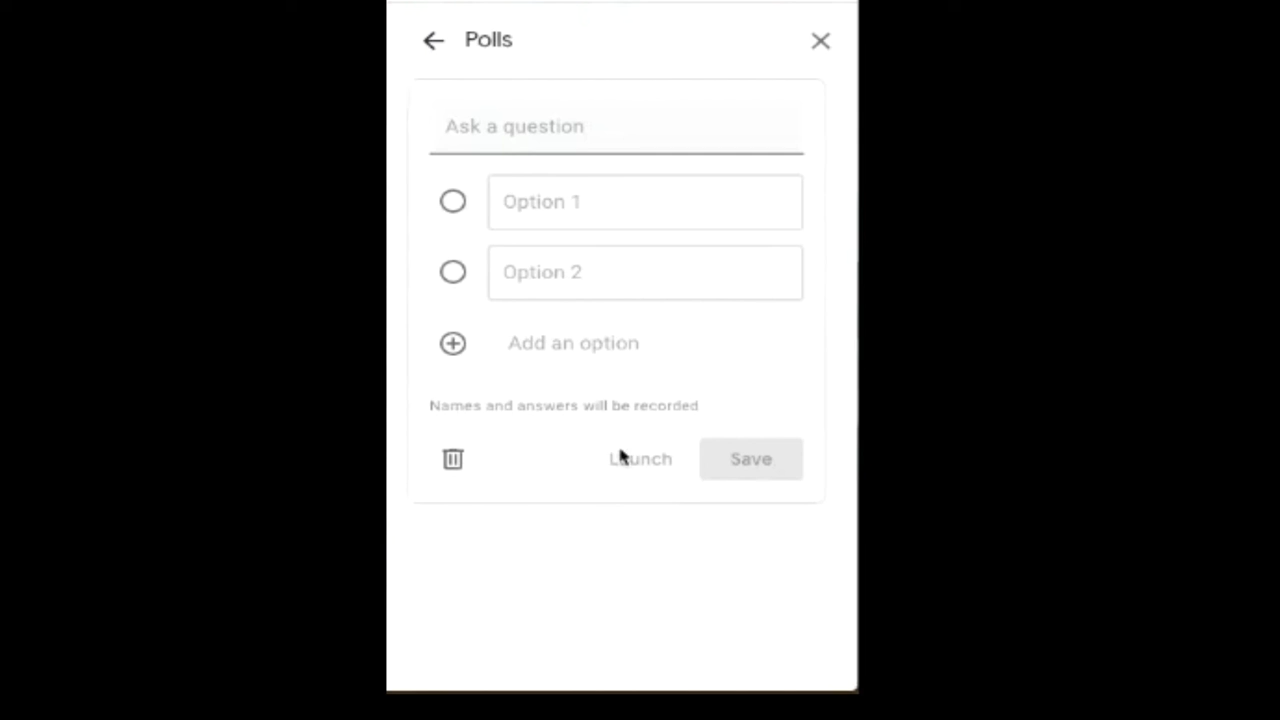 Polls
Ask a question
Option 1
Option 2
Add an option
Names and answers will be recorded
Launch Save